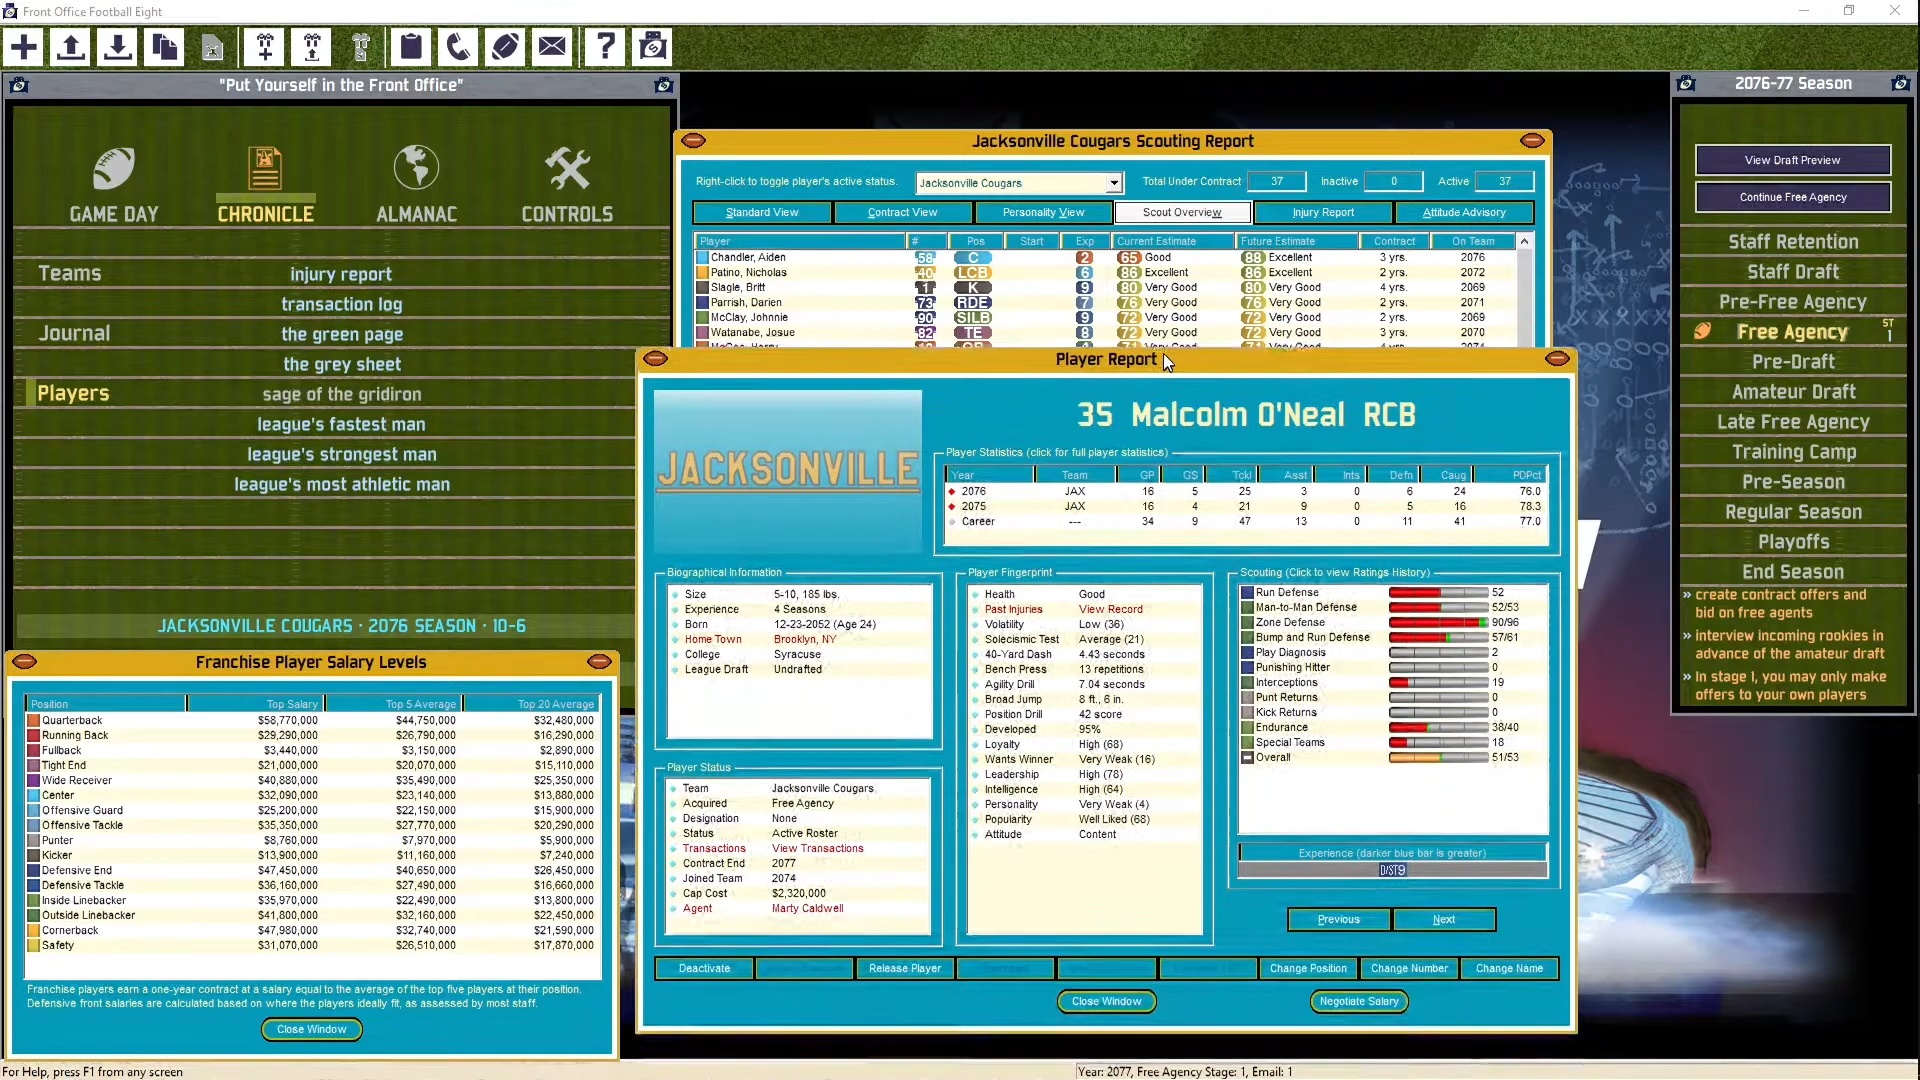 Front Office Football Eight
"Put Yourself in the Front Office"
GAME DAY
CHRONICLE
ALMANAC
CONTROLS
Teams
injury report
transaction log
Journal
the green page
the grey sheet
Players
sage of the gridiron
league's fastest man
league's strongest man
league's most athletic man
JACKSONVILLE COUGARS · 2076 SEASON · 10-6
Franchise Player Salary Levels
Position Top Salary Top 5 Average Top 20 Average
Quarterback $58,770,000 $44,750,000 $32,480,000
Running Back $29,290,000 $26,790,000 $16,290,000
Fullback $3,440,000 $3,150,000 $2,890,000
Tight End $21,000,000 $20,070,000 $15,110,000
Wide Receiver $40,880,000 $35,490,000 $25,350,000
Center $32,090,000 $23,140,000 $13,880,000
Offensive Guard $25,200,000 $22,150,000 $15,900,000
Offensive Tackle $35,350,000 $27,770,000 $20,290,000
Punter $8,760,000 $7,970,000 $5,900,000
Kicker $13,900,000 $11,160,000 $7,240,000
Defensive End $47,450,000 $40,650,000 $26,450,000
Defensive Tackle $36,160,000 $27,490,000 $16,660,000
Inside Linebacker $35,970,000 $22,490,000 $13,800,000
Outside Linebacker $41,800,000 $32,160,000 $22,450,000
Cornerback $47,980,000 $32,740,000 $21,590,000
Safety $31,070,000 $26,510,000 $17,870,000
Franchise players earn a one-year contract at a salary equal to the average of the top five players at their position.
Defensive front salaries are calculated based on where the players ideally fit, as assessed by most staff.
Close Window
Jacksonville Cougars Scouting Report
Right-click to toggle player's active status.
Jacksonville Cougars
Total Under Contract 37 Inactive 0 Active 37
Standard View Contract View Personality View Scout Overview Injury Report Attitude Advisory
Player # Pos Start Exp Current Estimate Future Estimate Contract On Team
Chandler, Aiden 58 C 2 65 Good 88 Excellent 3 yrs. 2076
Patino, Nicholas 40 LCB 6 86 Excellent 86 Excellent 2 yrs. 2072
Slagle, Britt 1 K 9 80 Very Good 80 Very Good 4 yrs. 2069
Parrish, Darien 73 RDE 7 76 Very Good 76 Very Good 2 yrs. 2071
McClay, Johnnie 90 SILB 9 72 Very Good 72 Very Good 2 yrs. 2069
Watanabe, Josue 82 TE 8 72 Very Good 72 Very Good 3 yrs. 2070
Player Report
JACKSONVILLE
35 Malcolm O'Neal RCB
Player Statistics (click for full player statistics)
Year Team GP GS Tckl Asst Ints Defn Caug PDPct
2076 JAX 16 5 25 3 0 6 24 76.0
2075 JAX 16 4 21 9 0 5 16 78.3
Career --- 34 9 47 13 0 11 41 77.0
Biographical Information
Size 5-10, 185 lbs.
Experience 4 Seasons
Born 12-23-2052 (Age 24)
Home Town Brooklyn, NY
College Syracuse
League Draft Undrafted
Player Status
Team Jacksonville Cougars
Acquired Free Agency
Designation None
Status Active Roster
Transactions View Transactions
Contract End 2077
Joined Team 2074
Cap Cost $2,320,000
Agent Marty Caldwell
Player Fingerprint
Health Good
Past Injuries View Record
Volatility Low (36)
Solecismic Test Average (21)
40-Yard Dash 4.43 seconds
Bench Press 13 repetitions
Agility Drill 7.04 seconds
Broad Jump 8 ft., 6 in.
Position Drill 42 score
Developed 95%
Loyalty High (68)
Wants Winner Very Weak (16)
Leadership High (78)
Intelligence High (64)
Personality Very Weak (4)
Popularity Well Liked (68)
Attitude Content
Scouting (Click to view Ratings History)
Run Defense 52
Man-to-Man Defense 52/53
Zone Defense 90/96
Bump and Run Defense 57/61
Play Diagnosis 2
Punishing Hitter 0
Interceptions 19
Punt Returns 0
Kick Returns 0
Endurance 38/40
Special Teams 18
Overall 51/53
Experience (darker blue bar is greater)
D/ST9
Previous Next
Deactivate Release Player Change Position Change Number Change Name
Close Window Negotiate Salary
2076-77 Season
View Draft Preview
Continue Free Agency
Staff Retention
Staff Draft
Pre-Free Agency
Free Agency ST 1
Pre-Draft
Amateur Draft
Late Free Agency
Training Camp
Pre-Season
Regular Season
Playoffs
End Season
» create contract offers and
bid on free agents
» interview incoming rookies in
advance of the amateur draft
» In stage 1, you may only make
offers to your own players
For Help, press F1 from any screen
Year: 2077, Free Agency Stage: 1, Email: 1